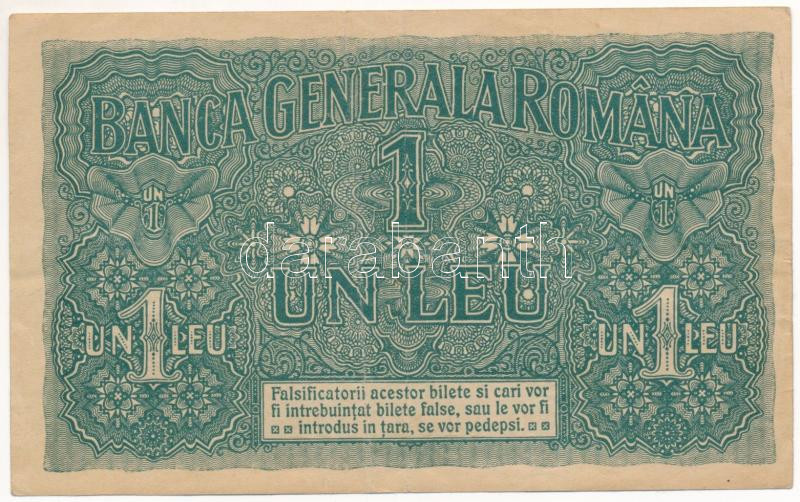 BANCA GENERALA ROMÂNA
1
UN
1
UN
1
darabanth
UN LEU
UN 1 LEU
UN 1 LEU
Falsificatorii acestor bilete si cari vor
fi intrebuințat bilete false, sau le vor fi
introdus in țara, se vor pedepsi.